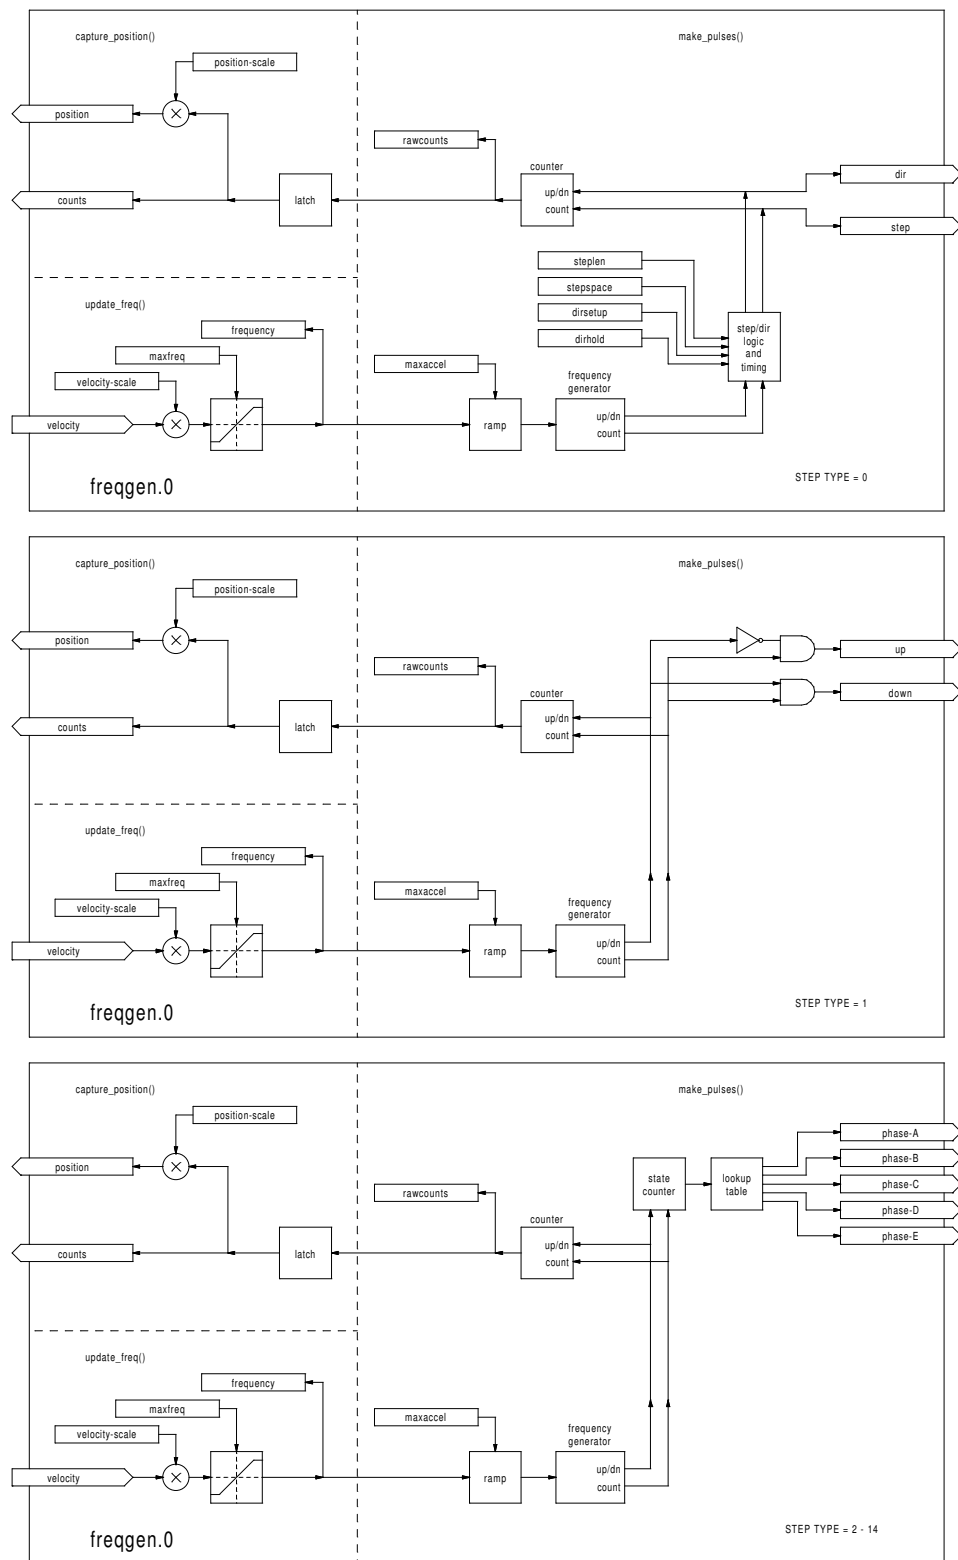 capture_position()
make_pulses()
position-scale
position
rawcounts
counter
up/dn
count
dir
counts
latch
step
steplen
stepspace
dirsetup
dirhold
step/dir
logic
and
timing
update_freq()
frequency
maxfreq
maxaccel
velocity-scale
frequency
generator
velocity
ramp
up/dn
count
freqgen.0
STEP TYPE = 0
capture_position()
make_pulses()
position-scale
position
rawcounts
up
down
counter
up/dn
count
counts
latch
update_freq()
frequency
maxfreq
maxaccel
velocity-scale
frequency
generator
velocity
ramp
up/dn
count
freqgen.0
STEP TYPE = 1
capture_position()
make_pulses()
position-scale
position
rawcounts
state
counter
lookup
table
phase-A
phase-B
phase-C
phase-D
phase-E
counter
up/dn
count
counts
latch
update_freq()
frequency
maxfreq
maxaccel
velocity-scale
frequency
generator
velocity
ramp
up/dn
count
freqgen.0
STEP TYPE = 2 - 14